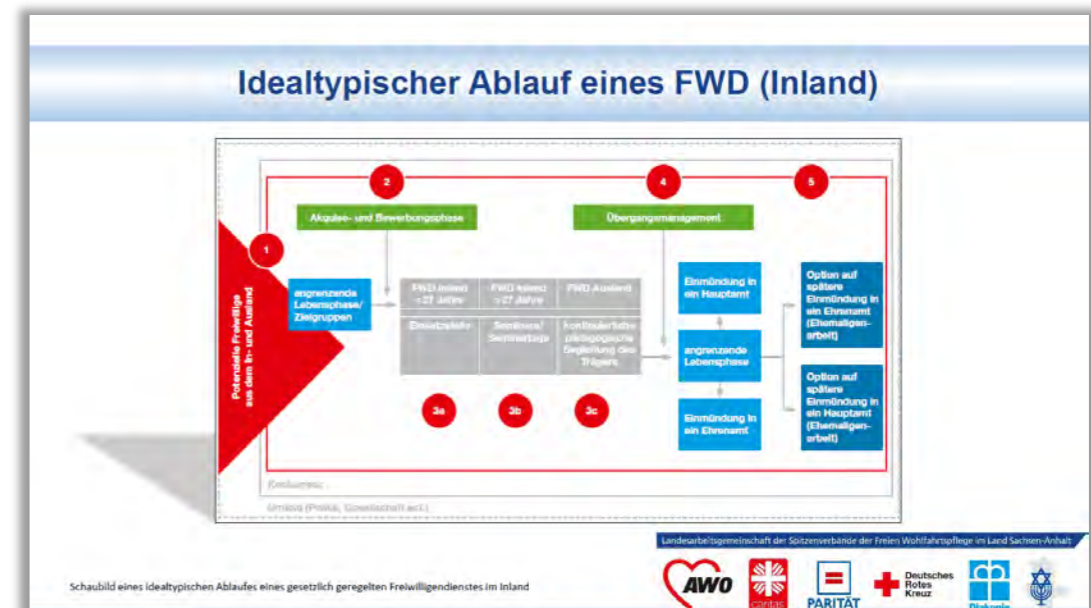 Idealtypischer Ablauf eines FWD (Inland)
1
2
4
5
Akquise- und Bewerbungsphase
Übergangsmanagement
Potenzielle Freiwillige
aus dem In- und Ausland
angrenzende
Lebensphase/
Zielgruppen
FWD Inland
<27 Jahre
FWD Inland
>27 Jahre
FWD Ausland
Einsatzstelle
Seminare/
Seminartage
kontinuierliche
pädagogische
Begleitung des
Trägers
3a
3b
3c
Einmündung in
ein Hauptamt
angrenzende
Lebensphase
Einmündung in
ein Ehrenamt
Option auf
spätere
Einmündung in
ein Ehrenamt
(Ehemaligen-
arbeit)
Option auf
spätere
Einmündung in
ein Hauptamt
(Ehemaligen-
arbeit)
Umfeld (Politik, Gesellschaft ect.)
Landesarbeitsgemeinschaft der Spitzenverbände der Freien Wohlfahrtspflege im Land Sachsen-Anhalt
Schaubild eines idealtypischen Ablaufes eines gesetzlich geregelten Freiwilligendienstes im Inland
AWO
caritas
PARITÄT
Deutsches
Rotes
Kreuz
Diakonie